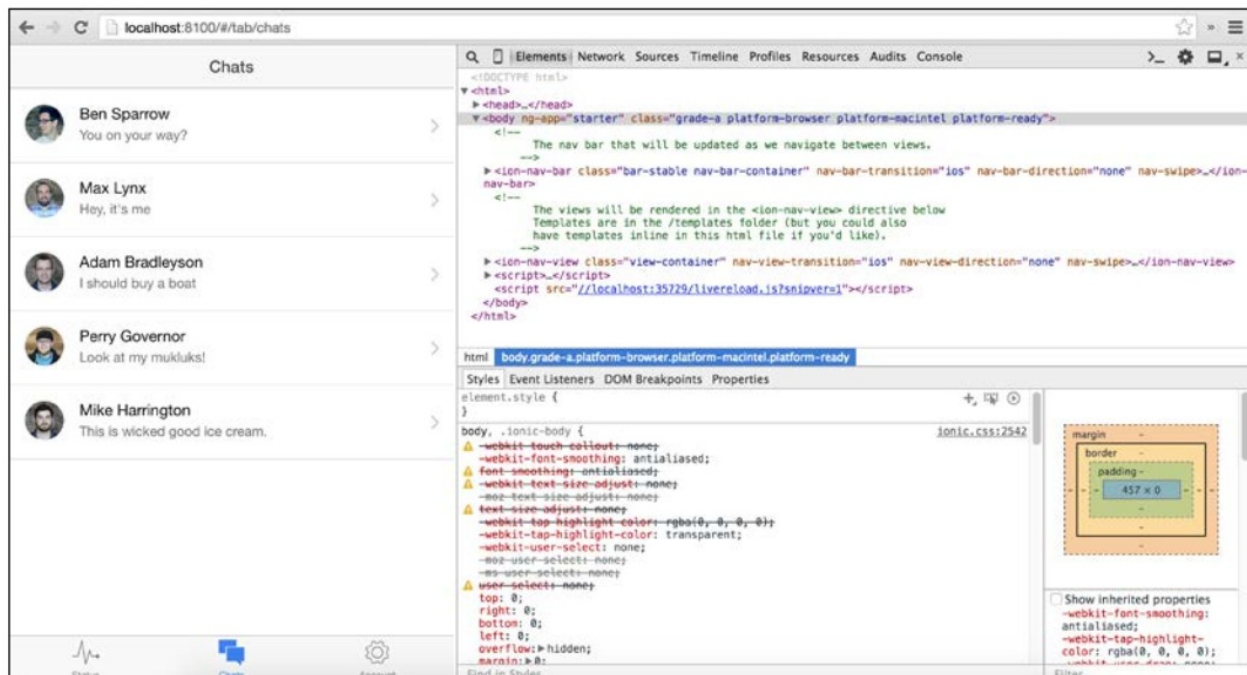 localhost:8100/#/tab/chats
Chats
Ben Sparrow
You on your way?
Max Lynx
Hey, it's me
Adam Bradleyson
I should buy a boat
Perry Governor
Look at my mukluks!
Mike Harrington
This is wicked good ice cream.
Status
Chats
Account
Elements Network Sources Timeline Profiles Resources Audits Console
<!DOCTYPE html>
<html>
<head>…</head>
<body ng-app="starter" class="grade-a platform-browser platform-macintel platform-ready">
<!--
The nav bar that will be updated as we navigate between views.
-->
<ion-nav-bar class="bar-stable nav-bar-container" nav-bar-transition="ios" nav-bar-direction="none" nav-swipe>…</ion-
nav-bar>
<!--
The views will be rendered in the <ion-nav-view> directive below
Templates are in the /templates folder (but you could also
have templates inline in this html file if you'd like).
-->
<ion-nav-view class="view-container" nav-view-transition="ios" nav-view-direction="none" nav-swipe>…</ion-nav-view>
<script>…</script>
<script src="//localhost:35729/livereload.js?snipver=1"></script>
</body>
</html>
html body.grade-a.platform-browser.platform-macintel.platform-ready
Styles Event Listeners DOM Breakpoints Properties
element.style {
}
body, .ionic-body { ionic.css:2542
-webkit-touch-callout: none;
-webkit-font-smoothing: antialiased;
font-smoothing: antialiased;
-webkit-text-size-adjust: none;
-moz-text-size-adjust: none;
text-size-adjust: none;
-webkit-tap-highlight-color: rgba(0, 0, 0, 0);
-webkit-tap-highlight-color: transparent;
-webkit-user-select: none;
-moz-user-select: none;
-ms-user-select: none;
user-select: none;
top: 0;
right: 0;
bottom: 0;
left: 0;
overflow: hidden;
margin: 0;
Find in Styles
margin -
border -
padding -
- - - 457 × 0 - - -
-
-
-
Show inherited properties
-webkit-font-smoothing:
antialiased;
-webkit-tap-highlight-
color: rgba(0, 0, 0, 0);
-webkit-user-drag: none;
Filter